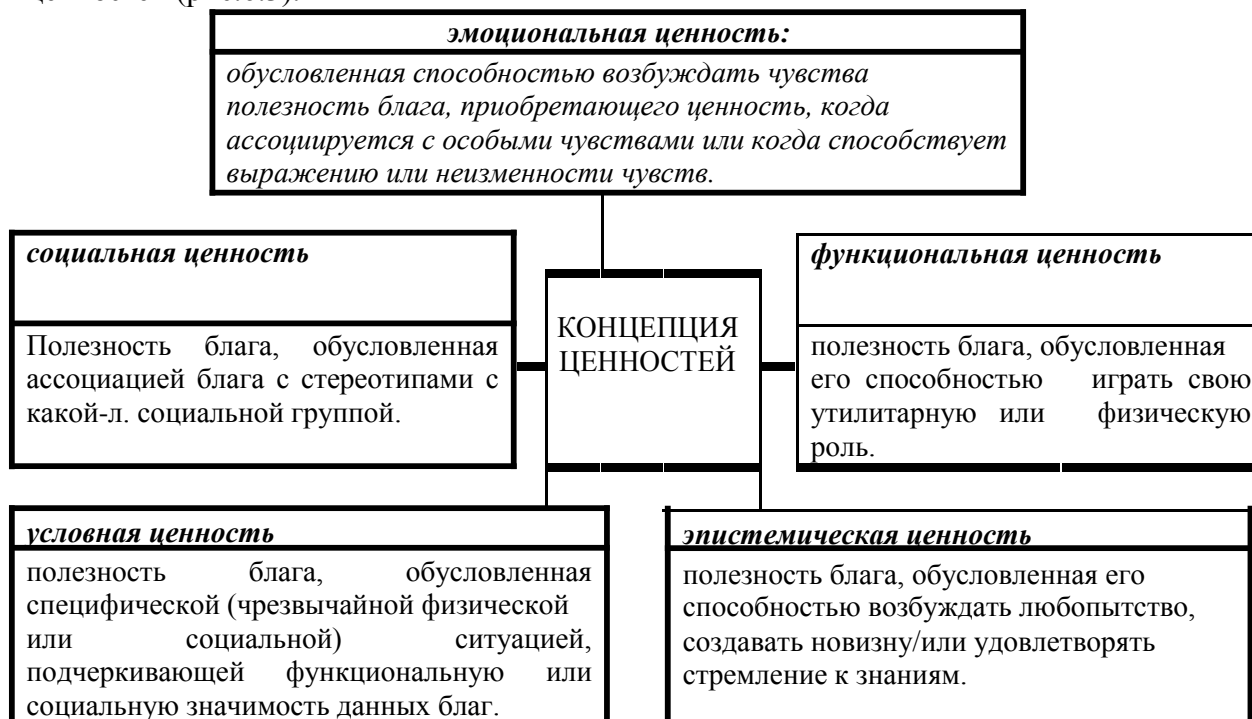 эмоциональная ценность:
обусловленная способностью возбуждать чувства
полезность блага, приобретающего ценность, когда
ассоциируется с особыми чувствами или когда способствует
выражению или неизменности чувств.
социальная ценность
Полезность блага, обусловленная
ассоциацией блага с стереотипами с
какой-л. социальной группой.
КОНЦЕПЦИЯ
ЦЕННОСТЕЙ
функциональная ценность
полезность блага, обусловленная
его способностью играть свою
утилитарную или физическую
роль.
условная ценность
полезность блага, обусловленная
специфической (чрезвычайной физической
или социальной) ситуацией,
подчеркивающей функциональную или
социальную значимость данных благ.
эпистемическая ценность
полезность блага, обусловленная его
способностью возбуждать любопытство,
создавать новизну/или удовлетворять
стремление к знаниям.